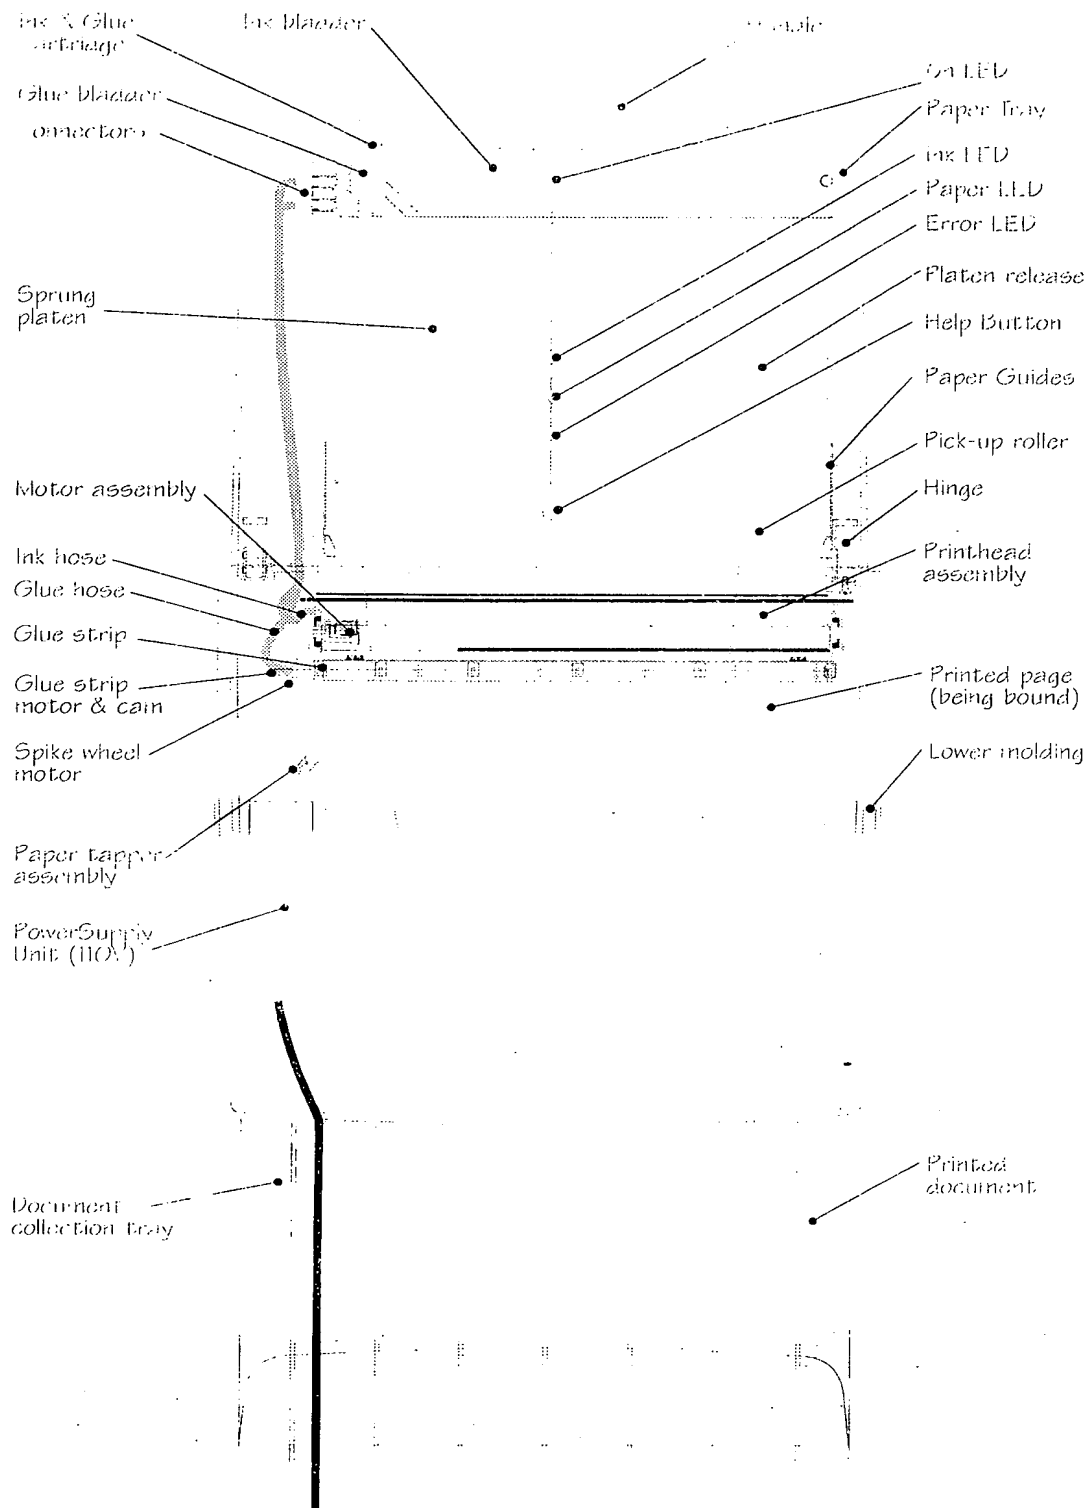 Ink & Glue
Ink bladder
Glue bladder
On LED
Paper Tray
Ink LED
Paper LED
Error LED
Platen release
Sprung
platen
Help Button
Paper Guides
Pick-up roller
Motor assembly
Hinge
Ink hose
Printhead
assembly
Glue hose
Glue strip
Glue strip
motor & cam
Printed page
(being bound)
Spike wheel
motor
Lower molding
Paper tapper
assembly
PowerSupply
Unit (110V)
Printed
document
Document
collection tray